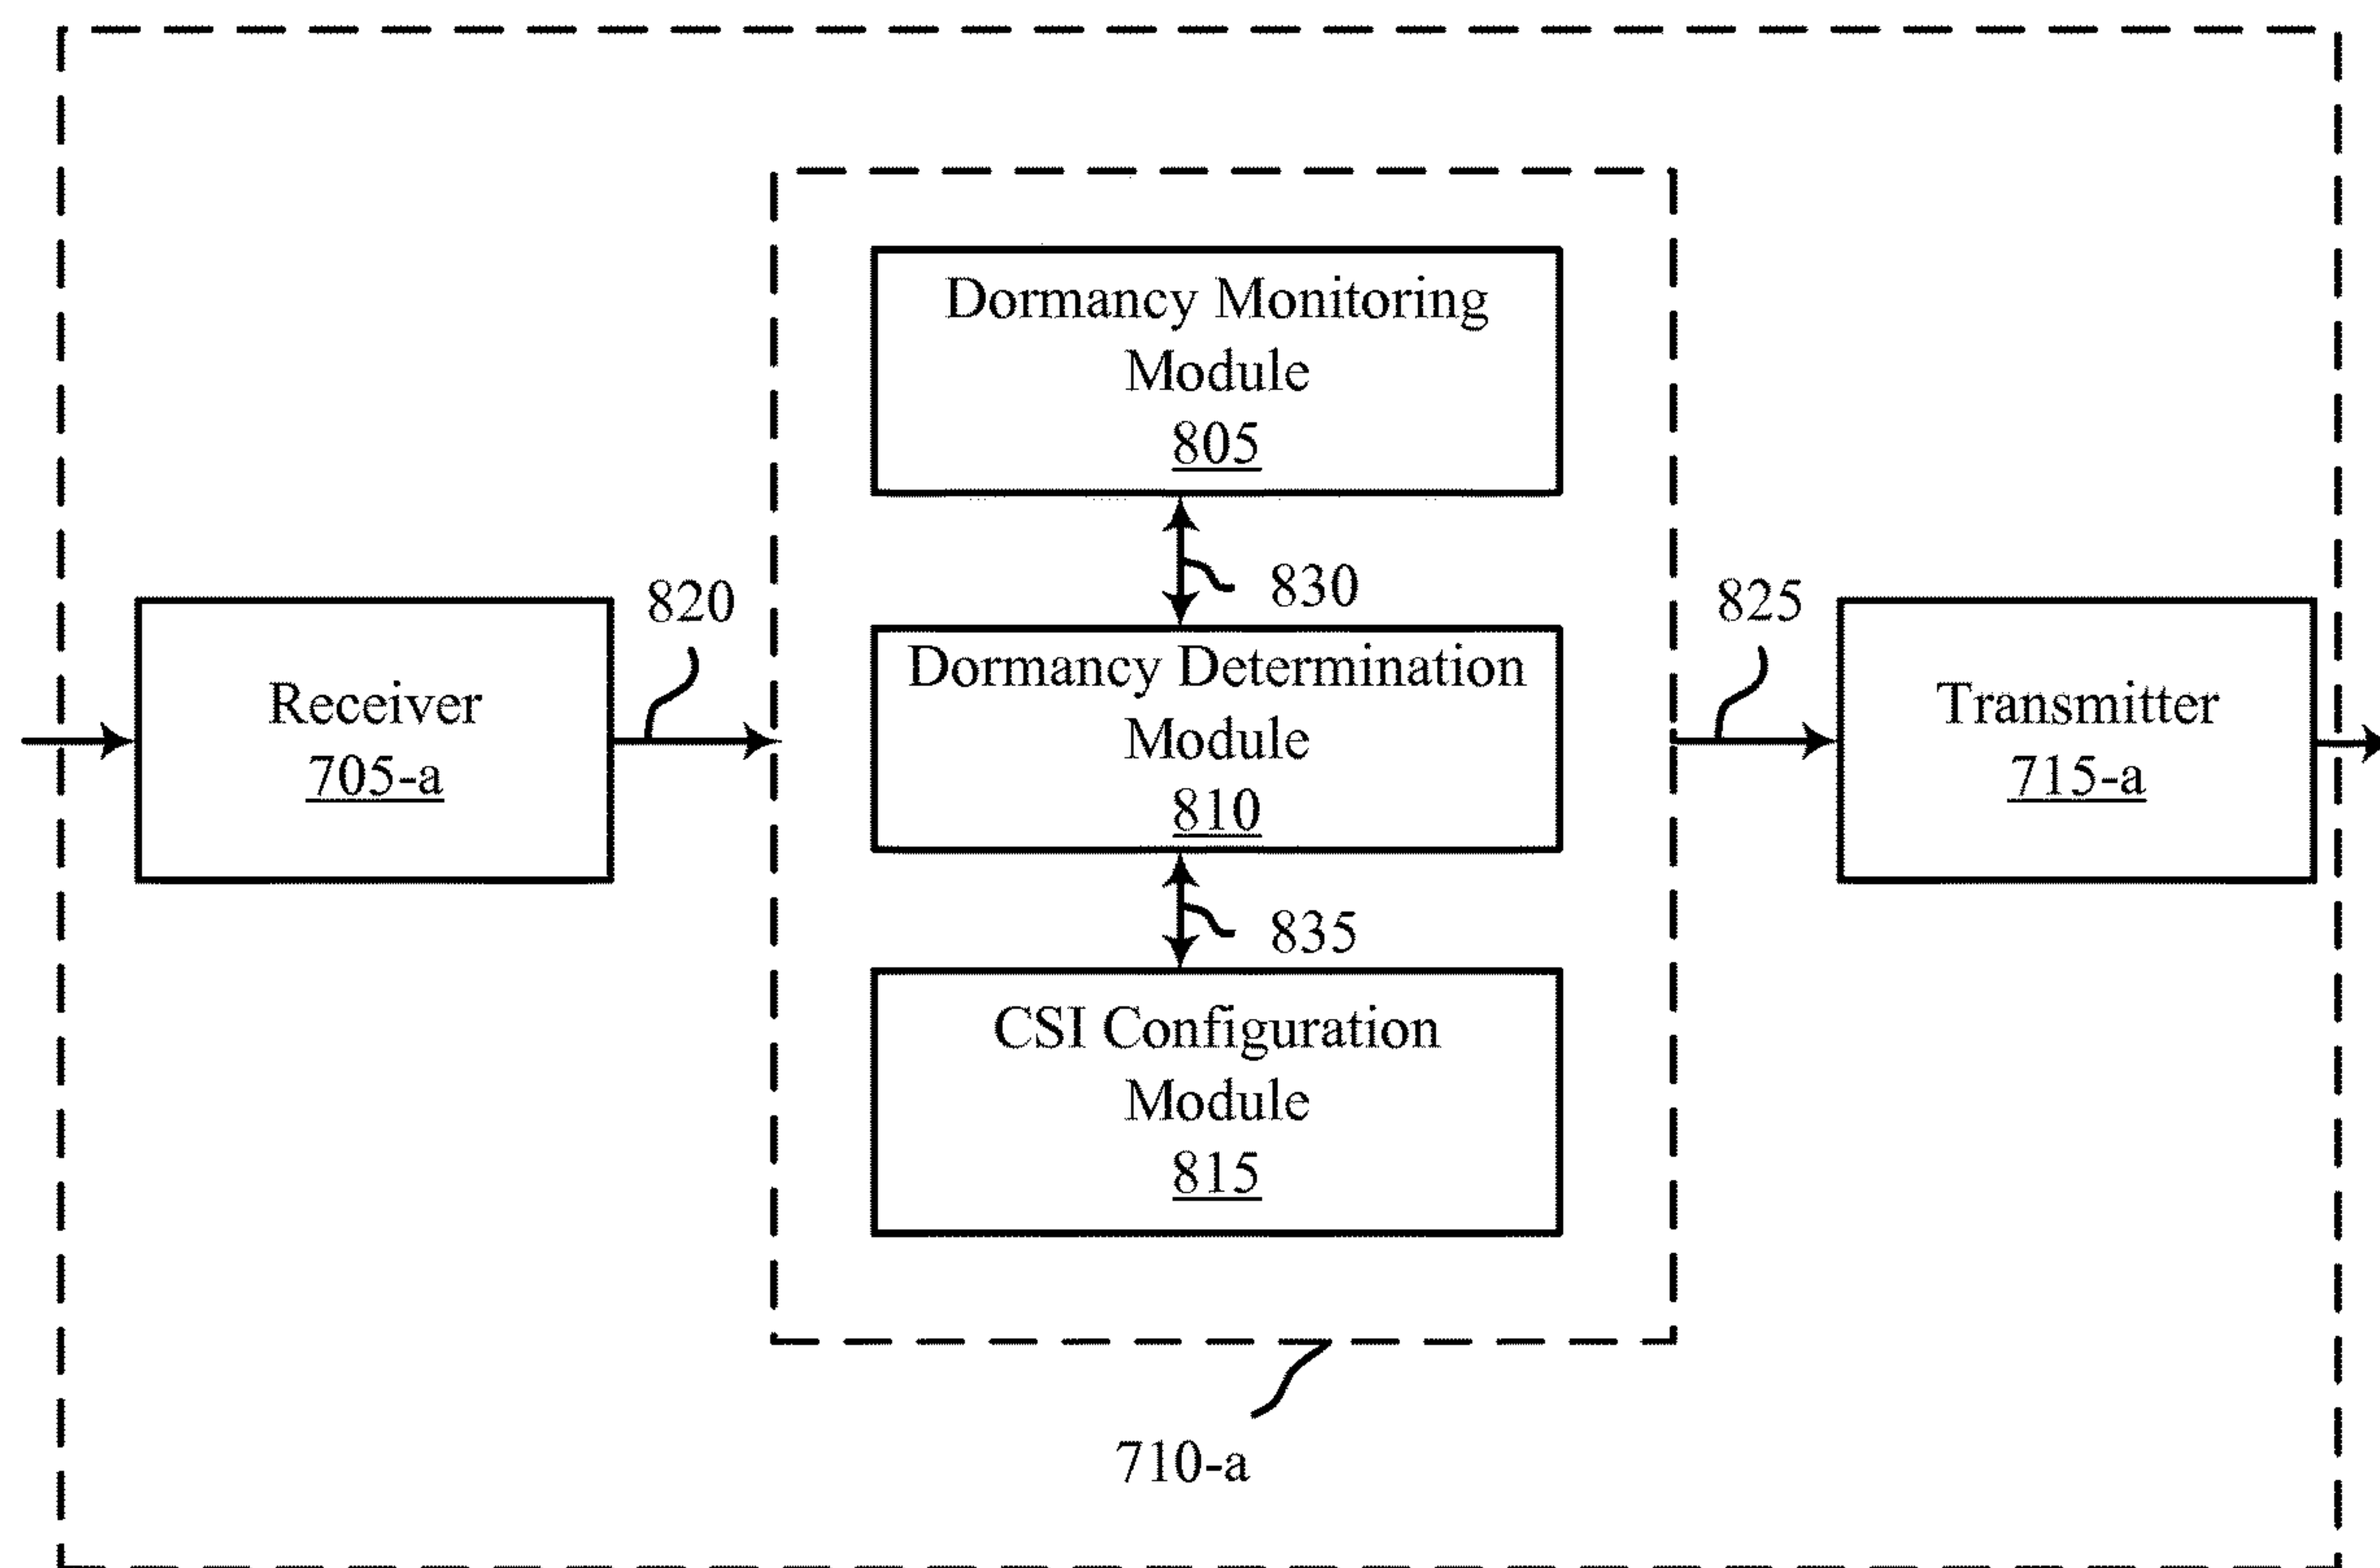 Dormancy Monitoring
Module
805
830
820
825
Dormancy Determination
Module
810
Receiver
705-a
Transmitter
715-a
835
CSI Configuration
Module
815
710-a